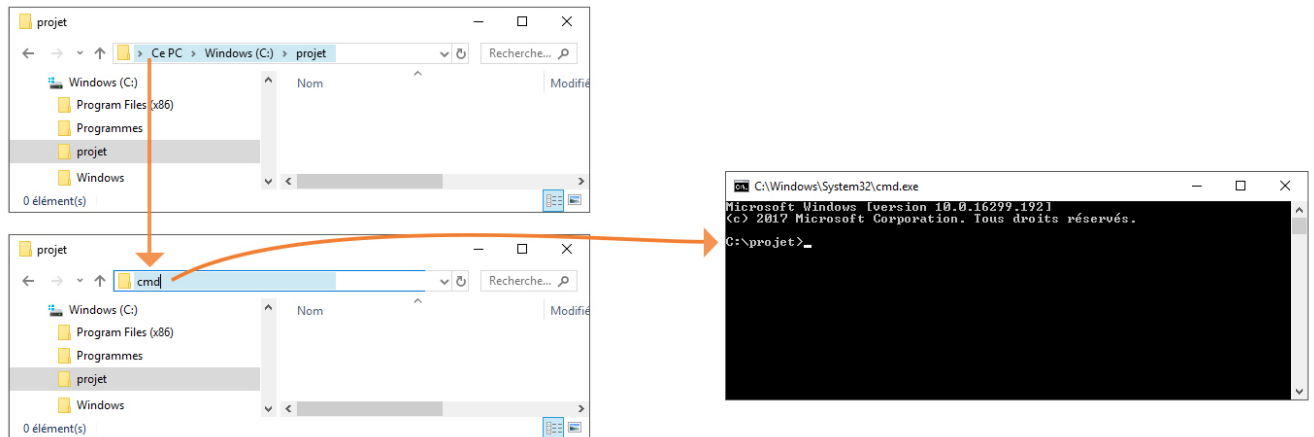 projet
Ce PC > Windows (C:) > projet
Recherche...
Windows (C:)
Nom
Modifié
Program Files (x86)
Programmes
projet
Windows
0 élément(s)
projet
cmd
Recherche...
Windows (C:)
Nom
Modifié
Program Files (x86)
Programmes
projet
Windows
0 élément(s)
C:\Windows\System32\cmd.exe
Microsoft Windows [version 10.0.16299.192]
(c) 2017 Microsoft Corporation. Tous droits réservés.
C:\projet>_